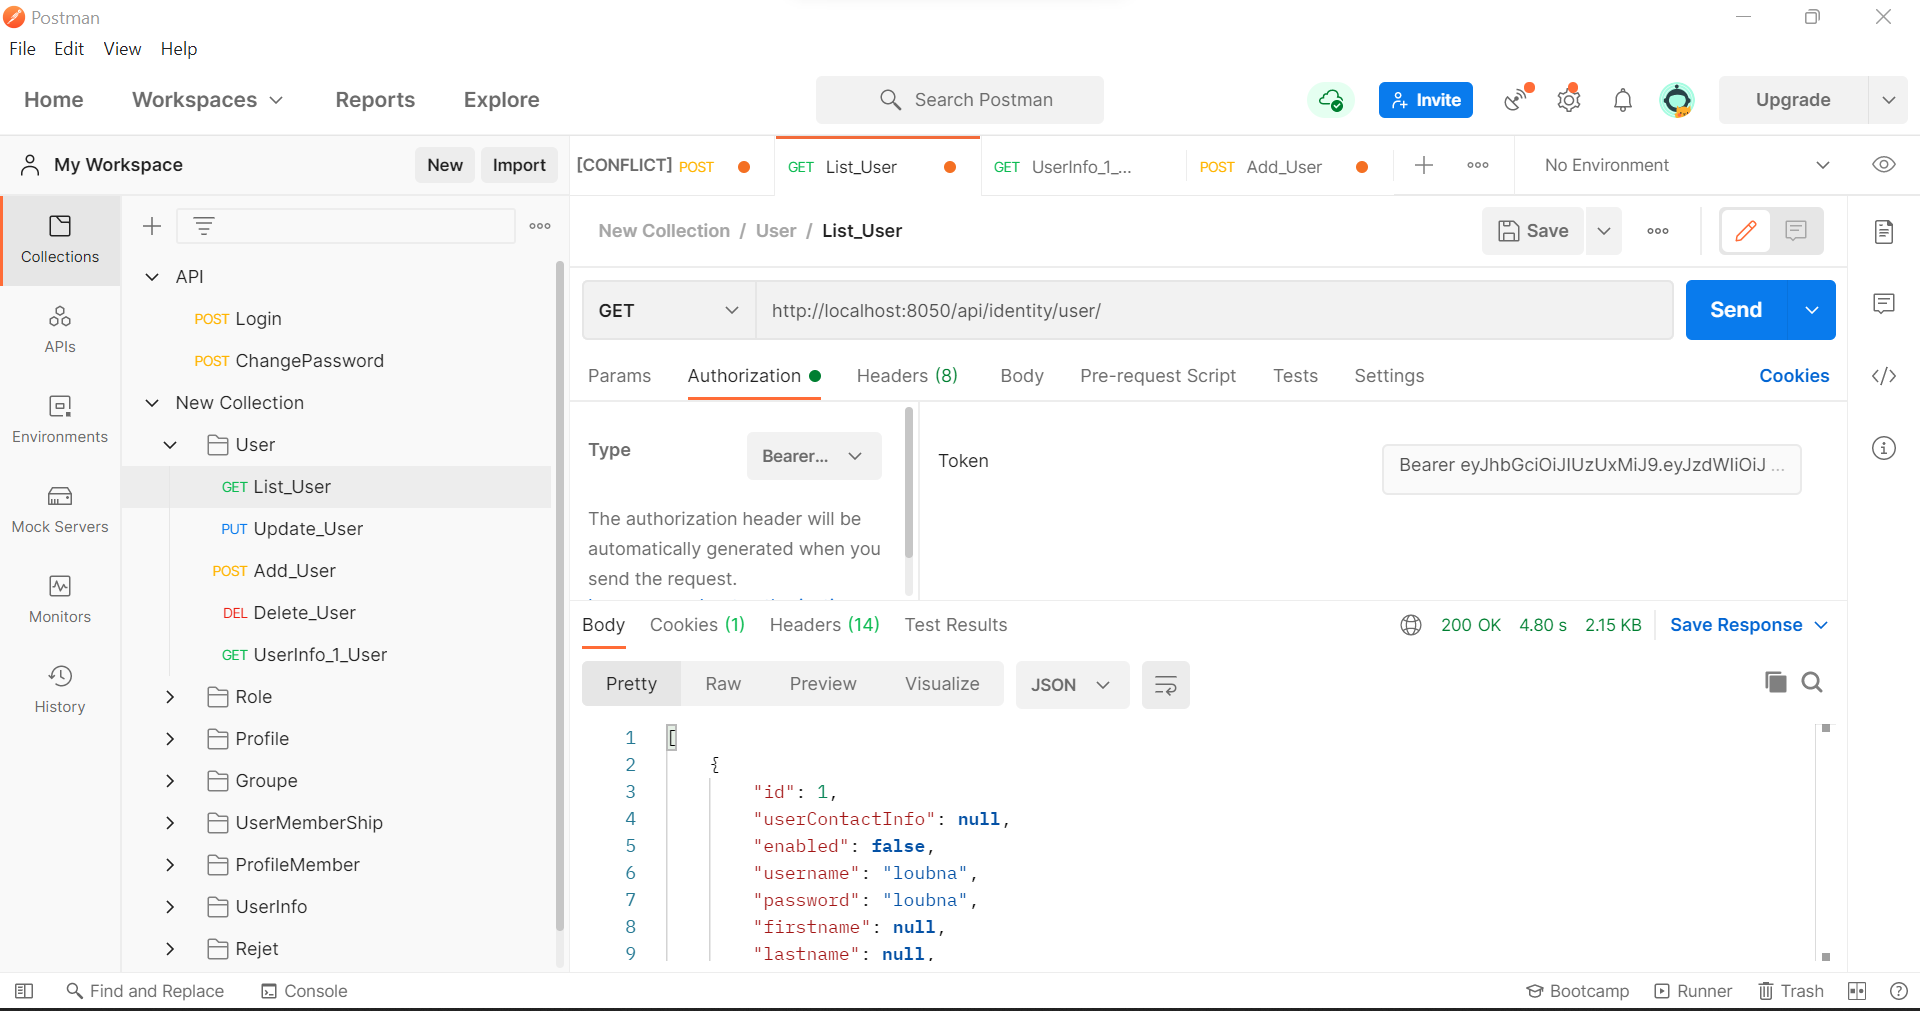 Postman
File Edit View Help
Home Workspaces Reports Explore Search Postman Invite Upgrade
My Workspace New Import
[CONFLICT] POST GET List_User GET UserInfo_1_... POST Add_User No Environment
Collections
APIs
Environments
Mock Servers
Monitors
History
API
POST Login
POST ChangePassword
New Collection
User
GET List_User
PUT Update_User
POST Add_User
DEL Delete_User
GET UserInfo_1_User
Role
Profile
Groupe
UserMemberShip
ProfileMember
UserInfo
Rejet
New Collection / User / List_User Save
GET http://localhost:8050/api/identity/user/ Send
Params Authorization Headers (8) Body Pre-request Script Tests Settings Cookies
Type Bearer...
The authorization header will be
automatically generated when you
send the request.
Token Bearer eyJhbGciOiJIUzUxMiJ9.eyJzdWIiOiJ ...
Body Cookies (1) Headers (14) Test Results 200 OK 4.80 s 2.15 KB Save Response
Pretty Raw Preview Visualize JSON
1 [
2 {
3 "id": 1,
4 "userContactInfo": null,
5 "enabled": false,
6 "username": "loubna",
7 "password": "loubna",
8 "firstname": null,
9 "lastname": null,
Find and Replace Console Bootcamp Runner Trash